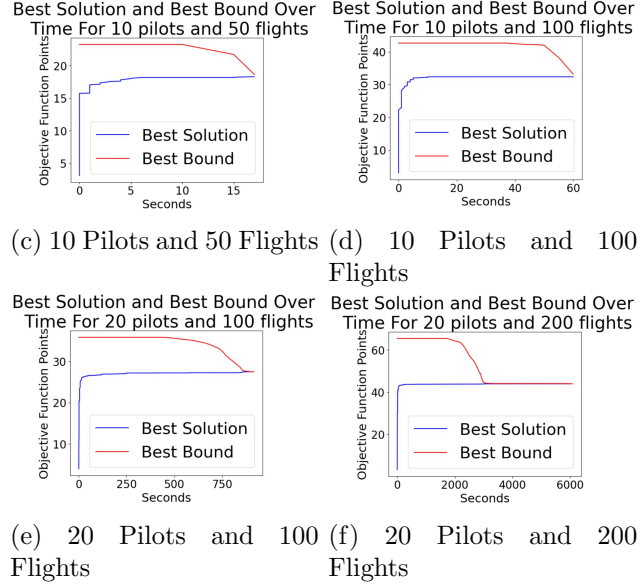 Best Solution and Best Bound Over
Time For 10 pilots and 50 flights
Objective Function Points
20
15
10
5
Best Solution
Best Bound
0
5
10
15
Seconds
(c) 10 Pilots and 50 Flights
Best Solution and Best Bound Over
Time For 10 pilots and 100 flights
Objective Function Points
40
30
20
10
Best Solution
Best Bound
0
20
40
60
Seconds
(d) 10 Pilots and 100
Flights
Best Solution and Best Bound Over
Time For 20 pilots and 100 flights
Objective Function Points
30
20
10
Best Solution
Best Bound
0
250
500
750
Seconds
(e) 20 Pilots and 100
Flights
Best Solution and Best Bound Over
Time For 20 pilots and 200 flights
Objective Function Points
60
40
20
Best Solution
Best Bound
0
2000
4000
6000
Seconds
(f) 20 Pilots and 200
Flights